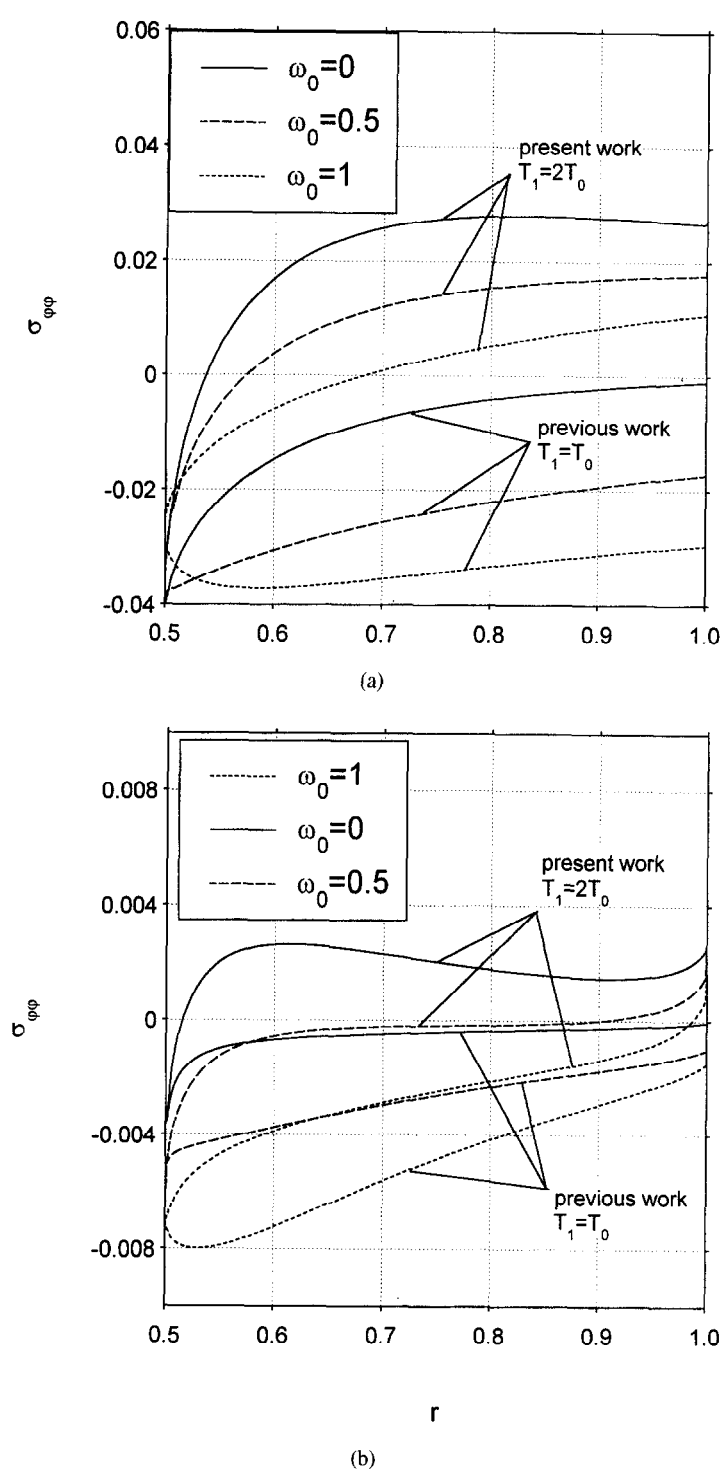 0.06
ω0=0
ω0=0.5
ω0=1
present work
T1=2T0
0.04
0.02
σφφ
0
previous work
T1=T0
-0.02
-0.04
0.5 0.6 0.7 0.8 0.9 1.0
(a)
ω0=1
ω0=0
ω0=0.5
0.008
present work
T1=2T0
0.004
σφφ
0
-0.004
previous work
T1=T0
-0.008
0.5 0.6 0.7 0.8 0.9 1.0
r
(b)